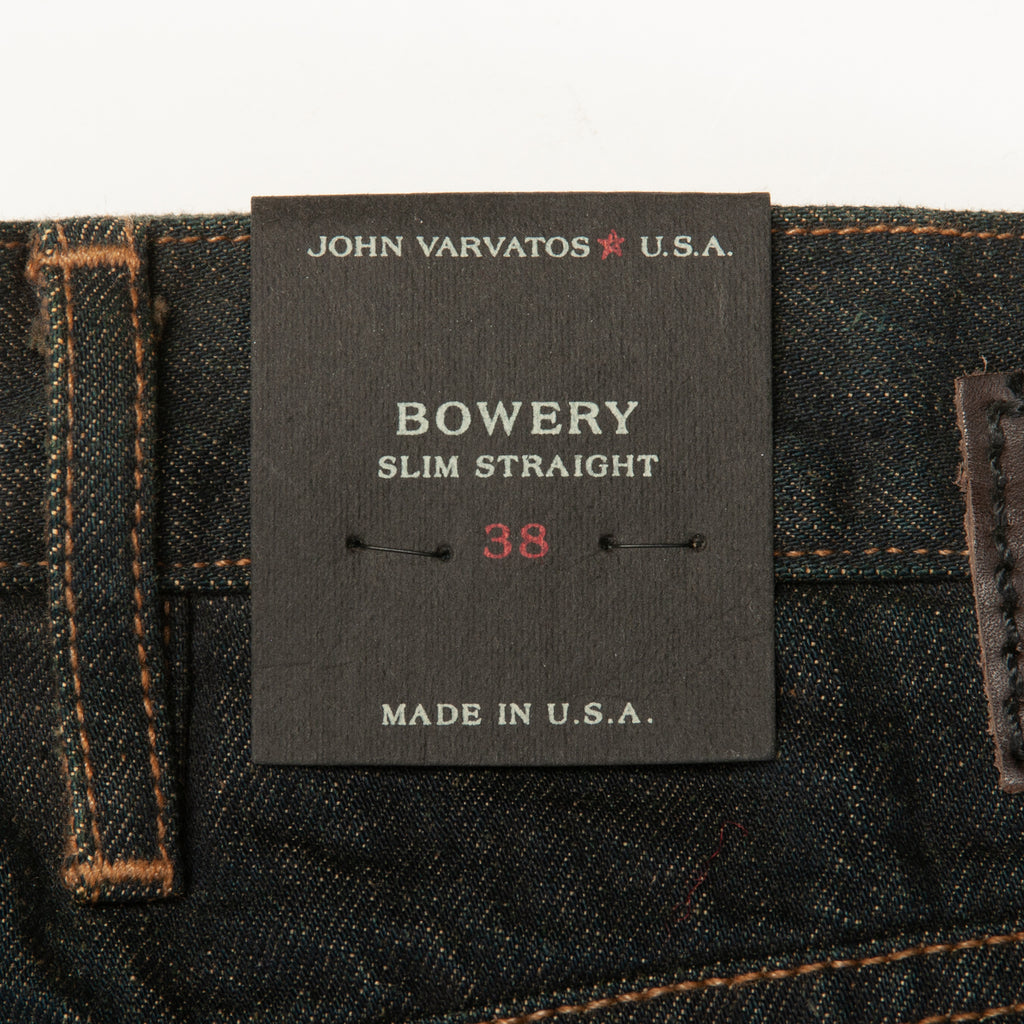 JOHN VARVATOS★U.S.A.
BOWERY
SLIM STRAIGHT
38
MADE IN U.S.A.